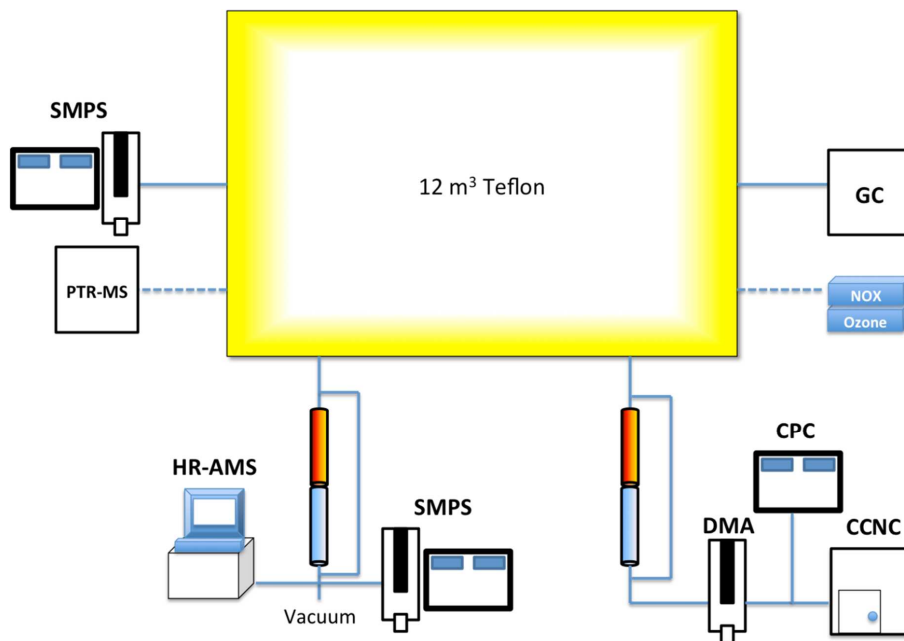 SMPS
12 m³ Teflon
GC
PTR-MS
NOX
Ozone
HR-AMS
SMPS
Vacuum
CPC
DMA
CCNC